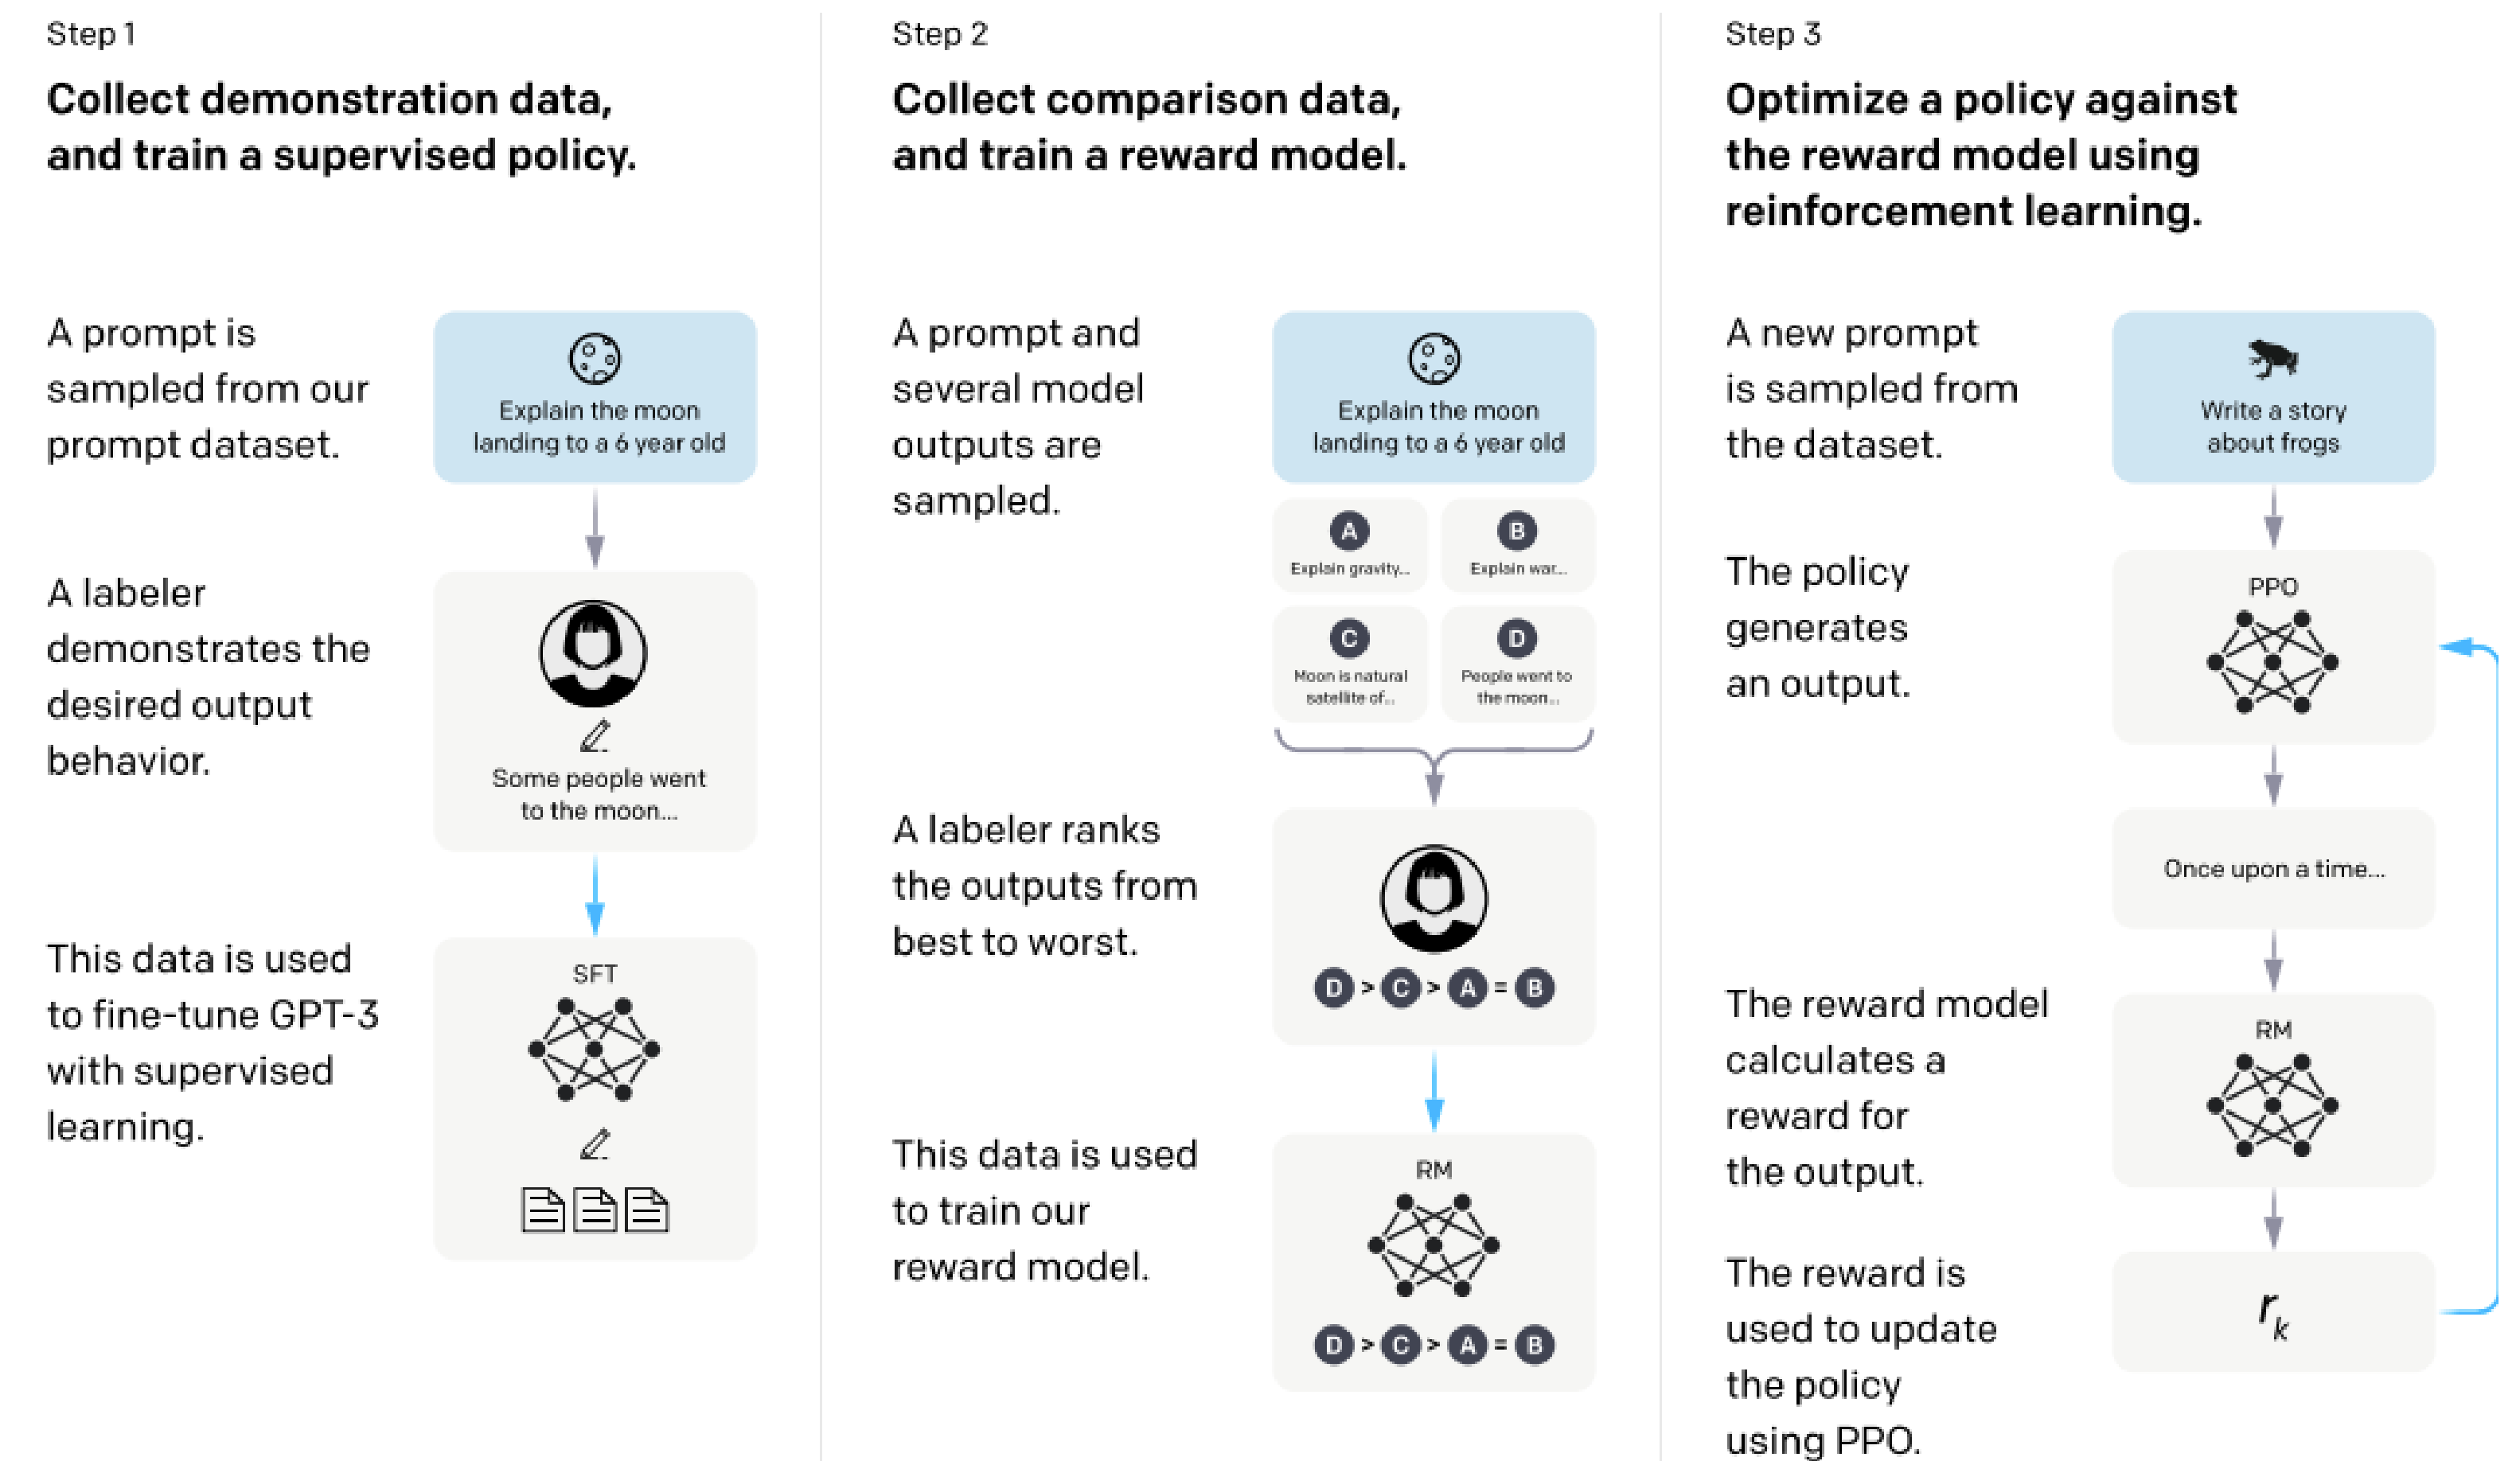 Step 1
Collect demonstration data,
and train a supervised policy.
A prompt is
sampled from our
prompt dataset.
Explain the moon
landing to a 6 year old
A labeler
demonstrates the
desired output
behavior.
Some people went
to the moon...
This data is used
to fine-tune GPT-3
with supervised
learning.
SFT
Step 2
Collect comparison data,
and train a reward model.
A prompt and
several model
outputs are
sampled.
Explain the moon
landing to a 6 year old
A
Explain gravity...
B
Explain war...
C
Moon is natural
satellite of...
D
People went to
the moon...
A labeler ranks
the outputs from
best to worst.
D > C > A = B
This data is used
to train our
reward model.
RM
D > C > A = B
Step 3
Optimize a policy against
the reward model using
reinforcement learning.
A new prompt
is sampled from
the dataset.
Write a story
about frogs
The policy
generates
an output.
PPO
Once upon a time...
The reward model
calculates a
reward for
the output.
RM
The reward is
used to update
the policy
using PPO.
rk